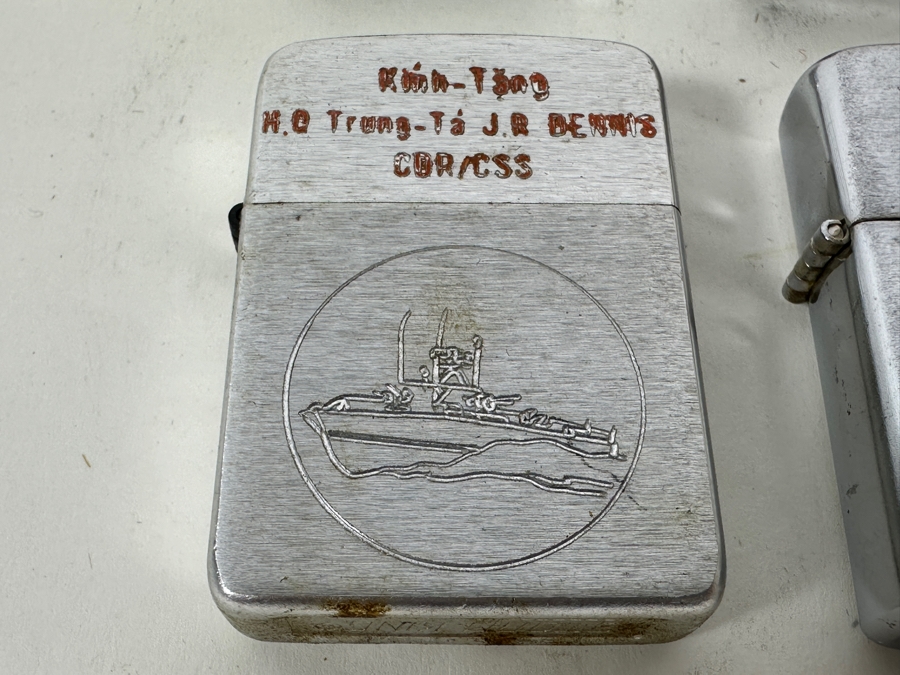 Kính-Tặng
H.Q Trung-Tá J.R DENNIS
CDR/CSS